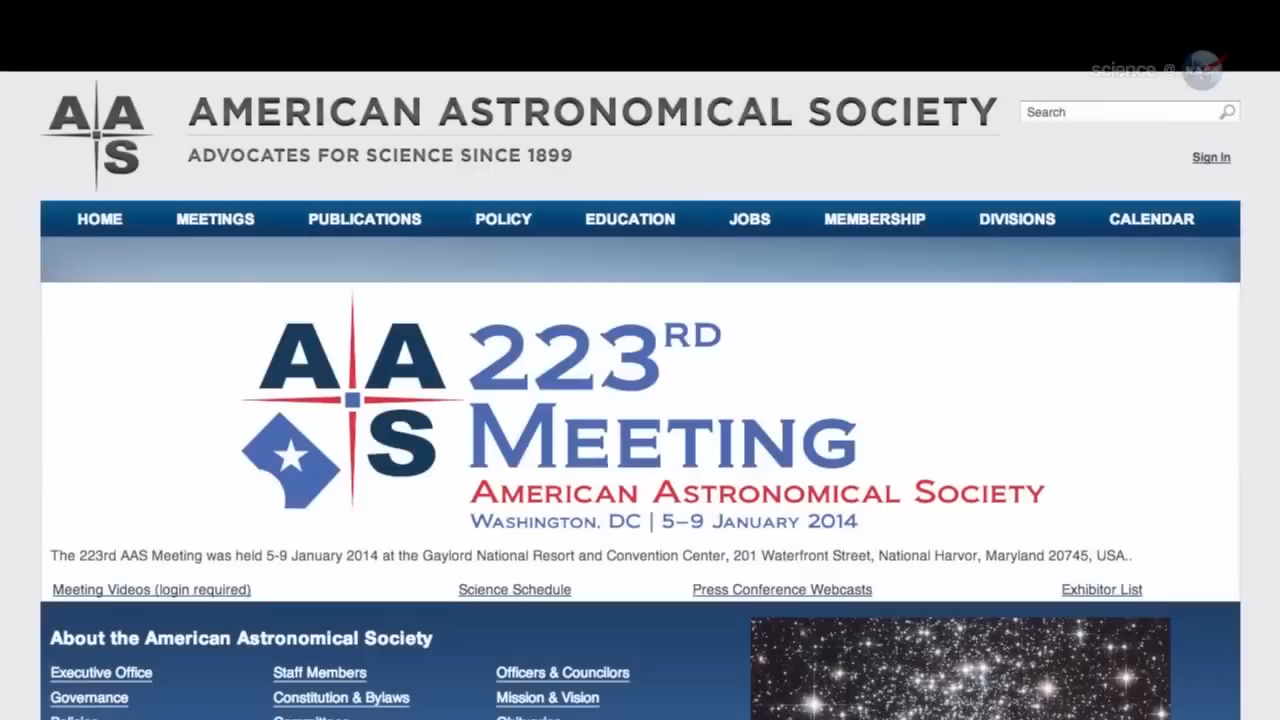 science @ NASA
AAS
AMERICAN ASTRONOMICAL SOCIETY
ADVOCATES FOR SCIENCE SINCE 1899
Search
Sign In
HOME MEETINGS PUBLICATIONS POLICY EDUCATION JOBS MEMBERSHIP DIVISIONS CALENDAR
AAS
223RD
MEETING
AMERICAN ASTRONOMICAL SOCIETY
WASHINGTON, DC | 5–9 JANUARY 2014
The 223rd AAS Meeting was held 5-9 January 2014 at the Gaylord National Resort and Convention Center, 201 Waterfront Street, National Harvor, Maryland 20745, USA..
Meeting Videos (login required) Science Schedule Press Conference Webcasts Exhibitor List
About the American Astronomical Society
Executive Office Staff Members Officers & Councilors
Governance Constitution & Bylaws Mission & Vision